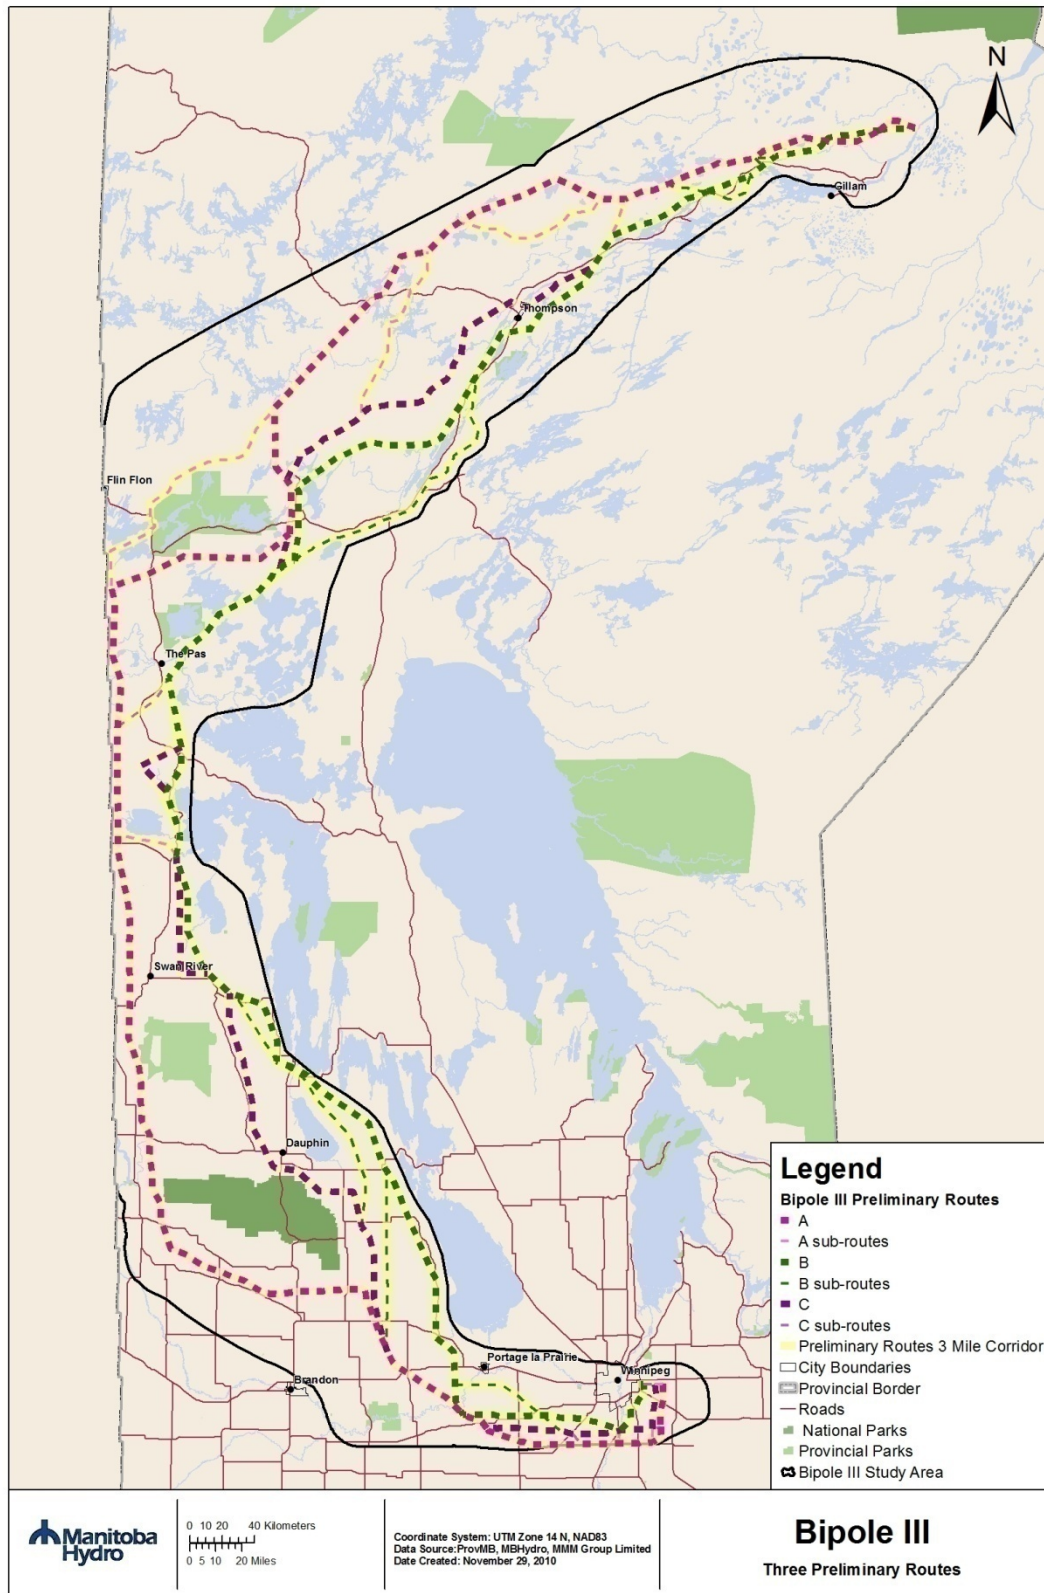 N
Gillam
Thompson
Flin Flon
The Pas
Swan River
Dauphin
Portage la Prairie
Winnipeg
Brandon
Legend
Bipole III Preliminary Routes
A
A sub-routes
B
B sub-routes
C
C sub-routes
Preliminary Routes 3 Mile Corridor
City Boundaries
Provincial Border
Roads
National Parks
Provincial Parks
Bipole III Study Area
Manitoba
Hydro
0 10 20 40 Kilometers
0 5 10 20 Miles
Coordinate System: UTM Zone 14 N, NAD83
Data Source:ProvMB, MBHydro, MMM Group Limited
Date Created: November 29, 2010
Bipole III
Three Preliminary Routes